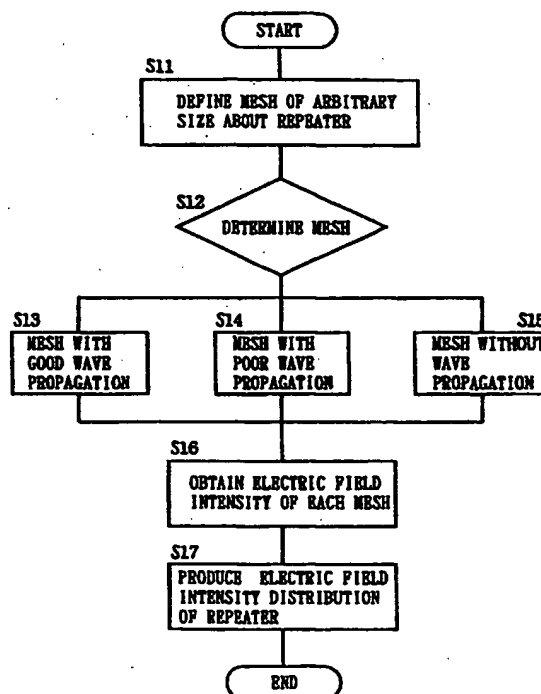 START
S11
DEFINE MESH OF ARBITRARY
SIZE ABOUT REPEATER
S12
DETERMINE MESH
S13
MESH WITH
GOOD WAVE
PROPAGATION
S14
MESH WITH
POOR WAVE
PROPAGATION
S15
MESH WITHOUT
WAVE
PROPAGATION
S16
OBTAIN ELECTRIC FIELD
INTENSITY OF EACH MESH
S17
PRODUCE ELECTRIC FIELD
INTENSITY DISTRIBUTION
OF REPEATER
END